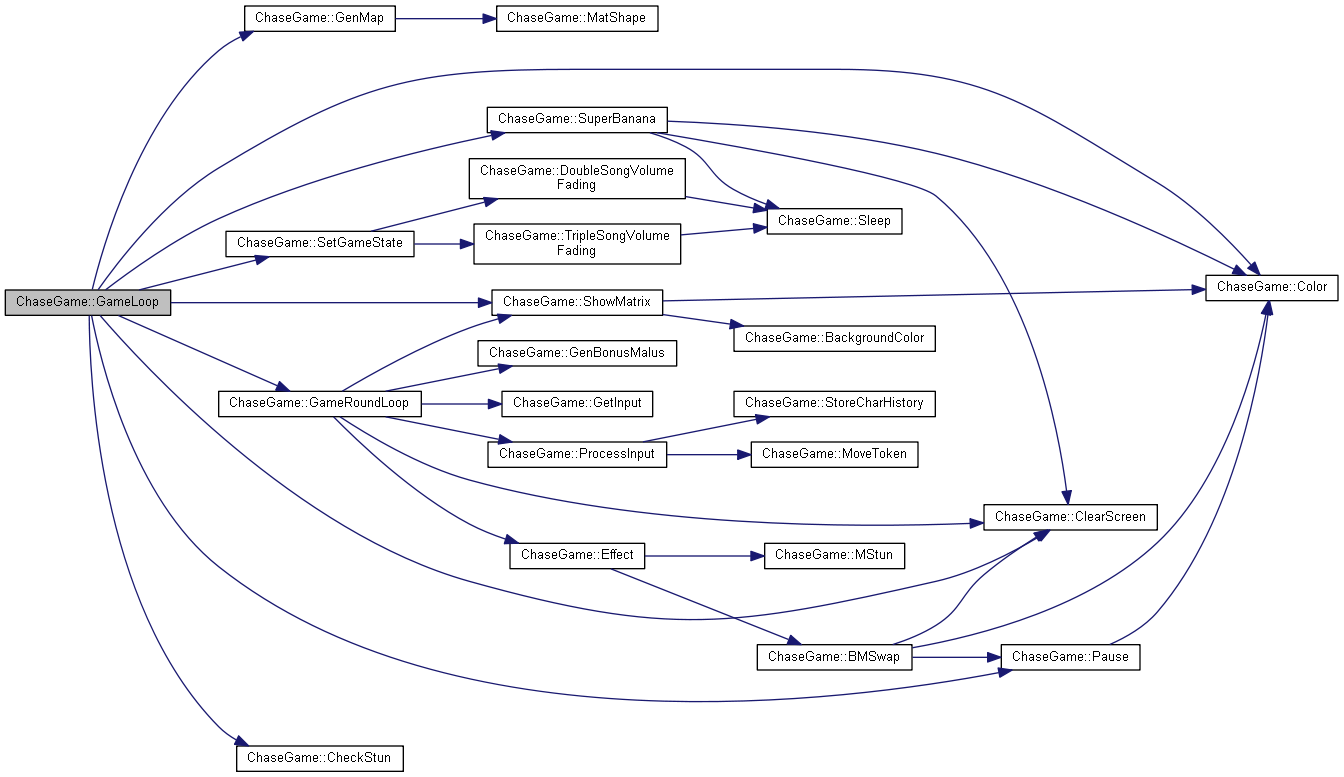 ChaseGame::GenMap
ChaseGame::MatShape
ChaseGame::SuperBanana
ChaseGame::DoubleSongVolume
Fading
ChaseGame::Sleep
ChaseGame::SetGameState
ChaseGame::TripleSongVolume
Fading
ChaseGame::Color
ChaseGame::GameLoop
ChaseGame::ShowMatrix
ChaseGame::BackgroundColor
ChaseGame::GenBonusMalus
ChaseGame::GameRoundLoop
ChaseGame::GetInput
ChaseGame::StoreCharHistory
ChaseGame::ProcessInput
ChaseGame::MoveToken
ChaseGame::ClearScreen
ChaseGame::Effect
ChaseGame::MStun
ChaseGame::BMSwap
ChaseGame::Pause
ChaseGame::CheckStun